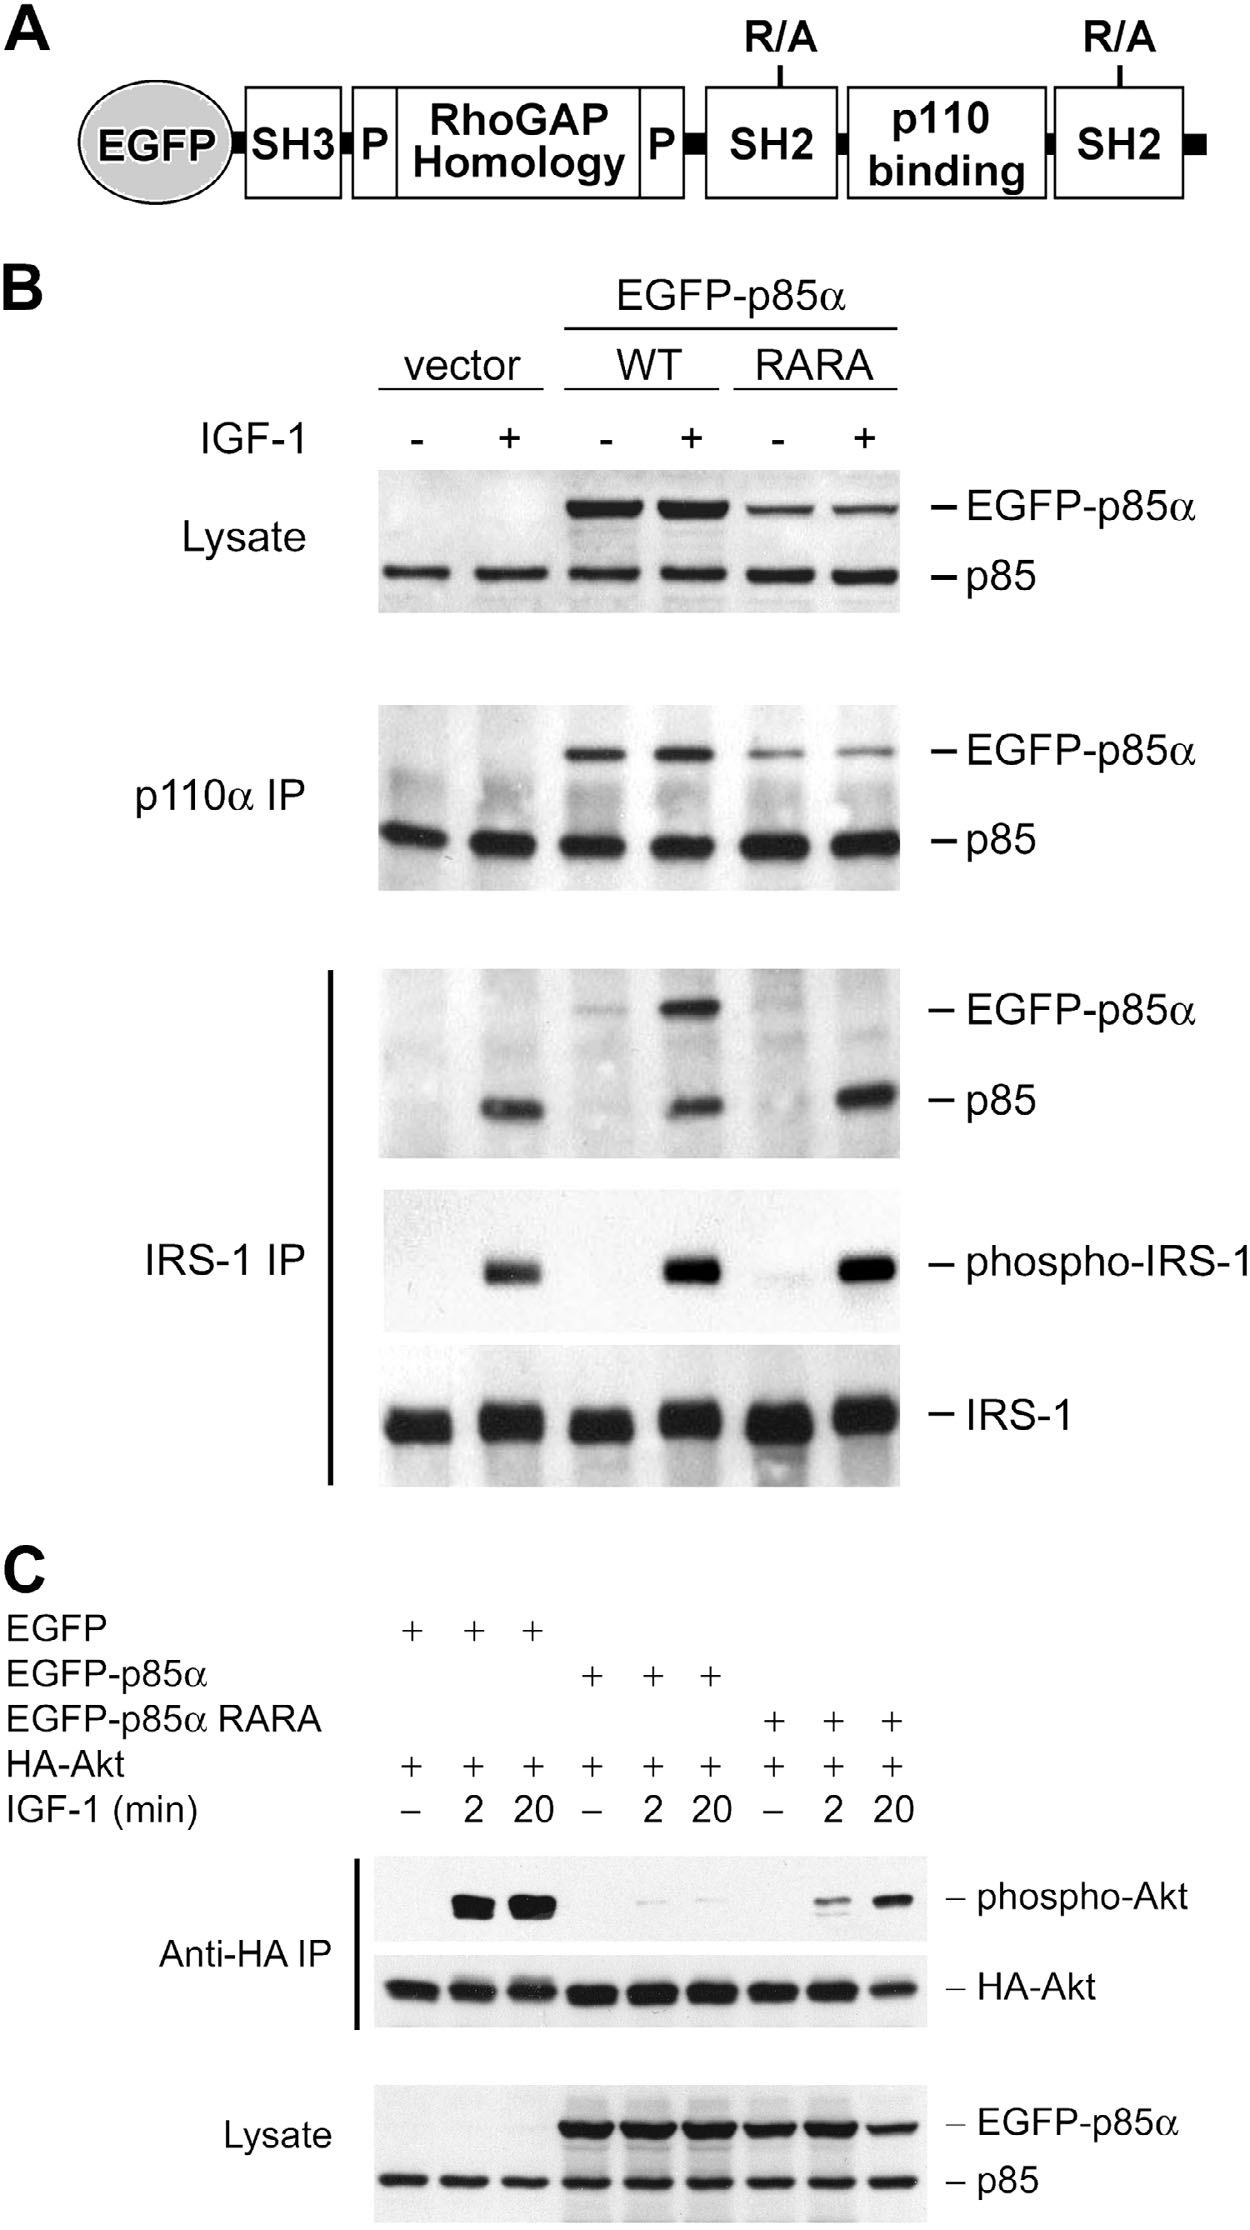 A
R/A R/A
EGFP SH3 P RhoGAP Homology P SH2 p110 binding SH2
B
EGFP-p85α
vector WT RARA
IGF-1 - + - + - +
Lysate
– EGFP-p85α
– p85
p110α IP
– EGFP-p85α
– p85
IRS-1 IP
– EGFP-p85α
– p85
– phospho-IRS-1
– IRS-1
C
EGFP + + +
EGFP-p85α + + +
EGFP-p85α RARA + + +
HA-Akt + + + + + + + + +
IGF-1 (min) – 2 20 – 2 20 – 2 20
Anti-HA IP
– phospho-Akt
– HA-Akt
Lysate
– EGFP-p85α
– p85